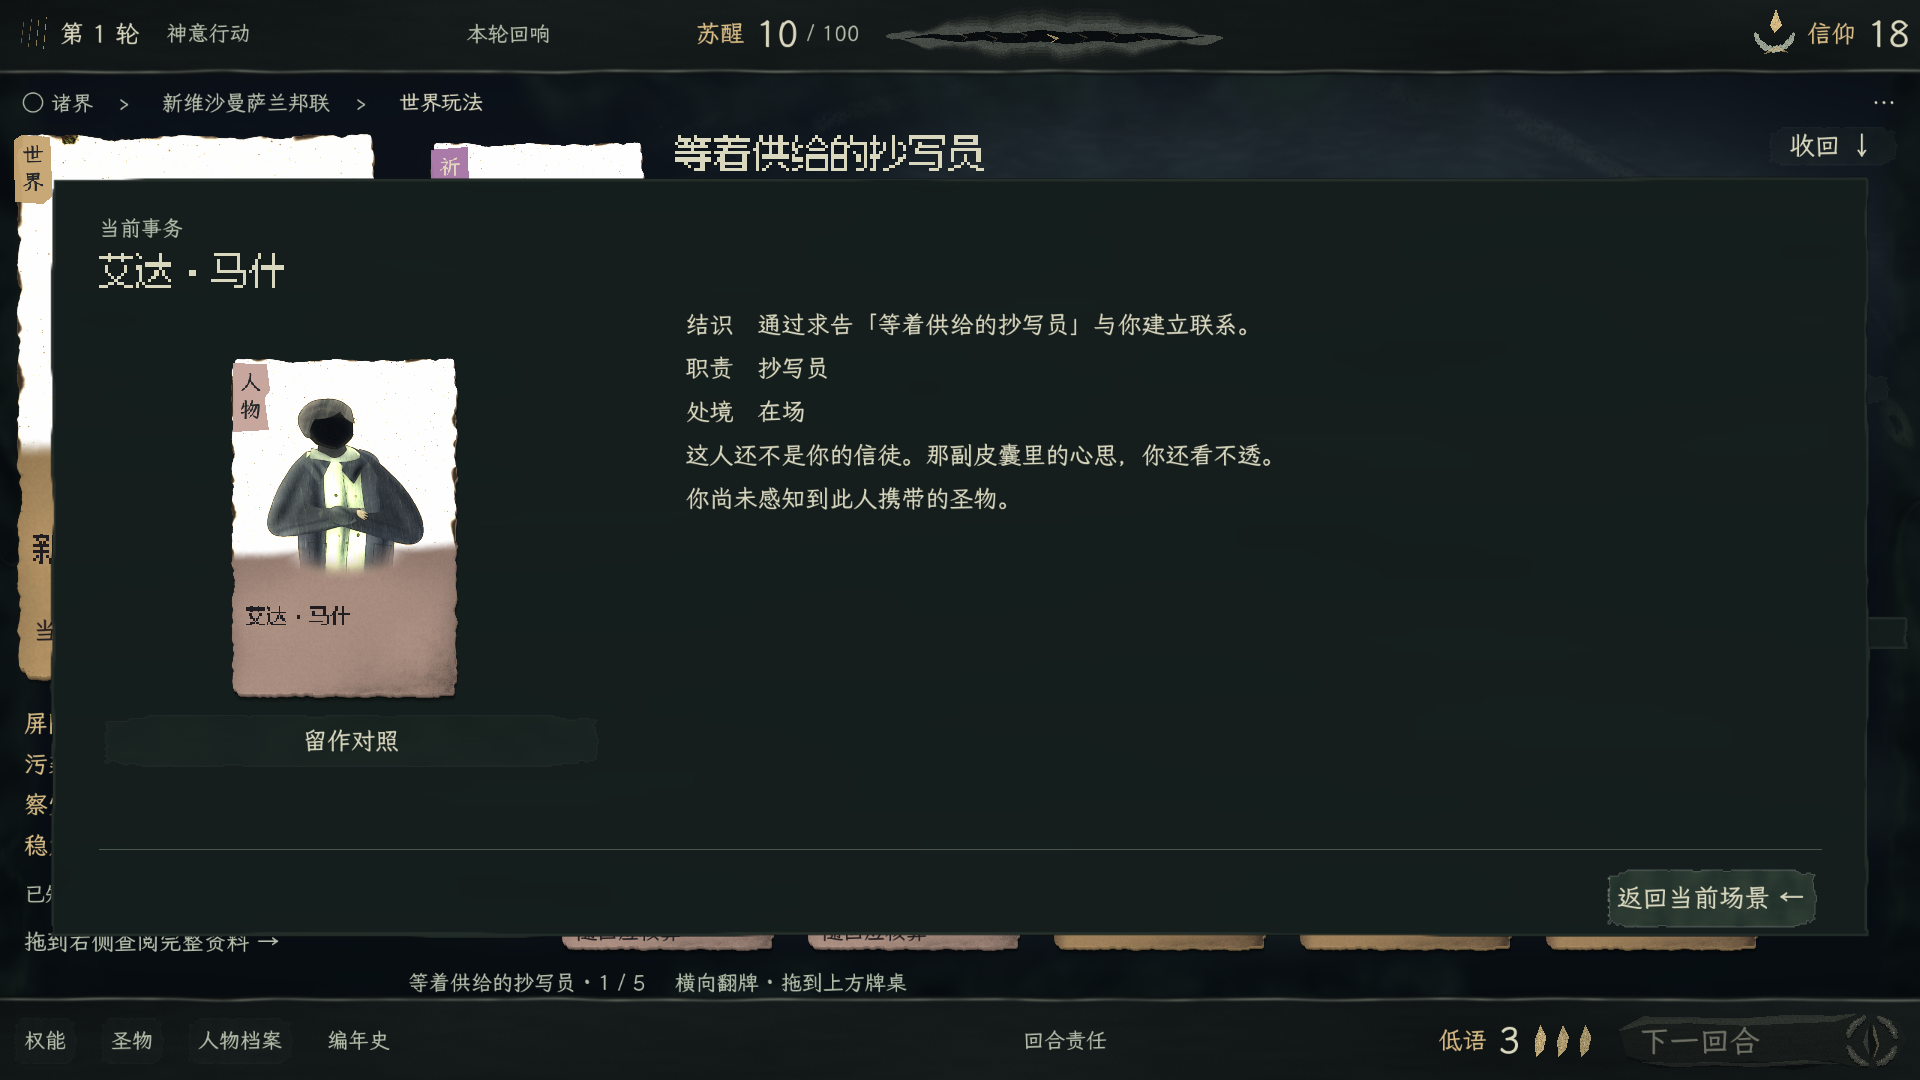 第 1 轮 神意行动 本轮回响 苏醒 10 / 100 信仰 18
诸界 > 新维沙曼萨兰邦联 > 世界玩法 ...
世界
祈
等着供给的抄写员
收回 ↓
当前事务
艾达·马什
结识 通过求告「等着供给的抄写员」与你建立联系。
职责 抄写员
处境 在场
这人还不是你的信徒。那副皮囊里的心思，你还看不透。
你尚未感知到此人携带的圣物。
人物
艾达·马什
留作对照
返回当前场景 ←
新
当
屏
污
察
稳
已
拖到右侧查阅完整资料 →
等着供给的抄写员·1 / 5 横向翻牌·拖到上方牌桌
权能 圣物 人物档案 编年史 回合责任 低语 3 下一回合